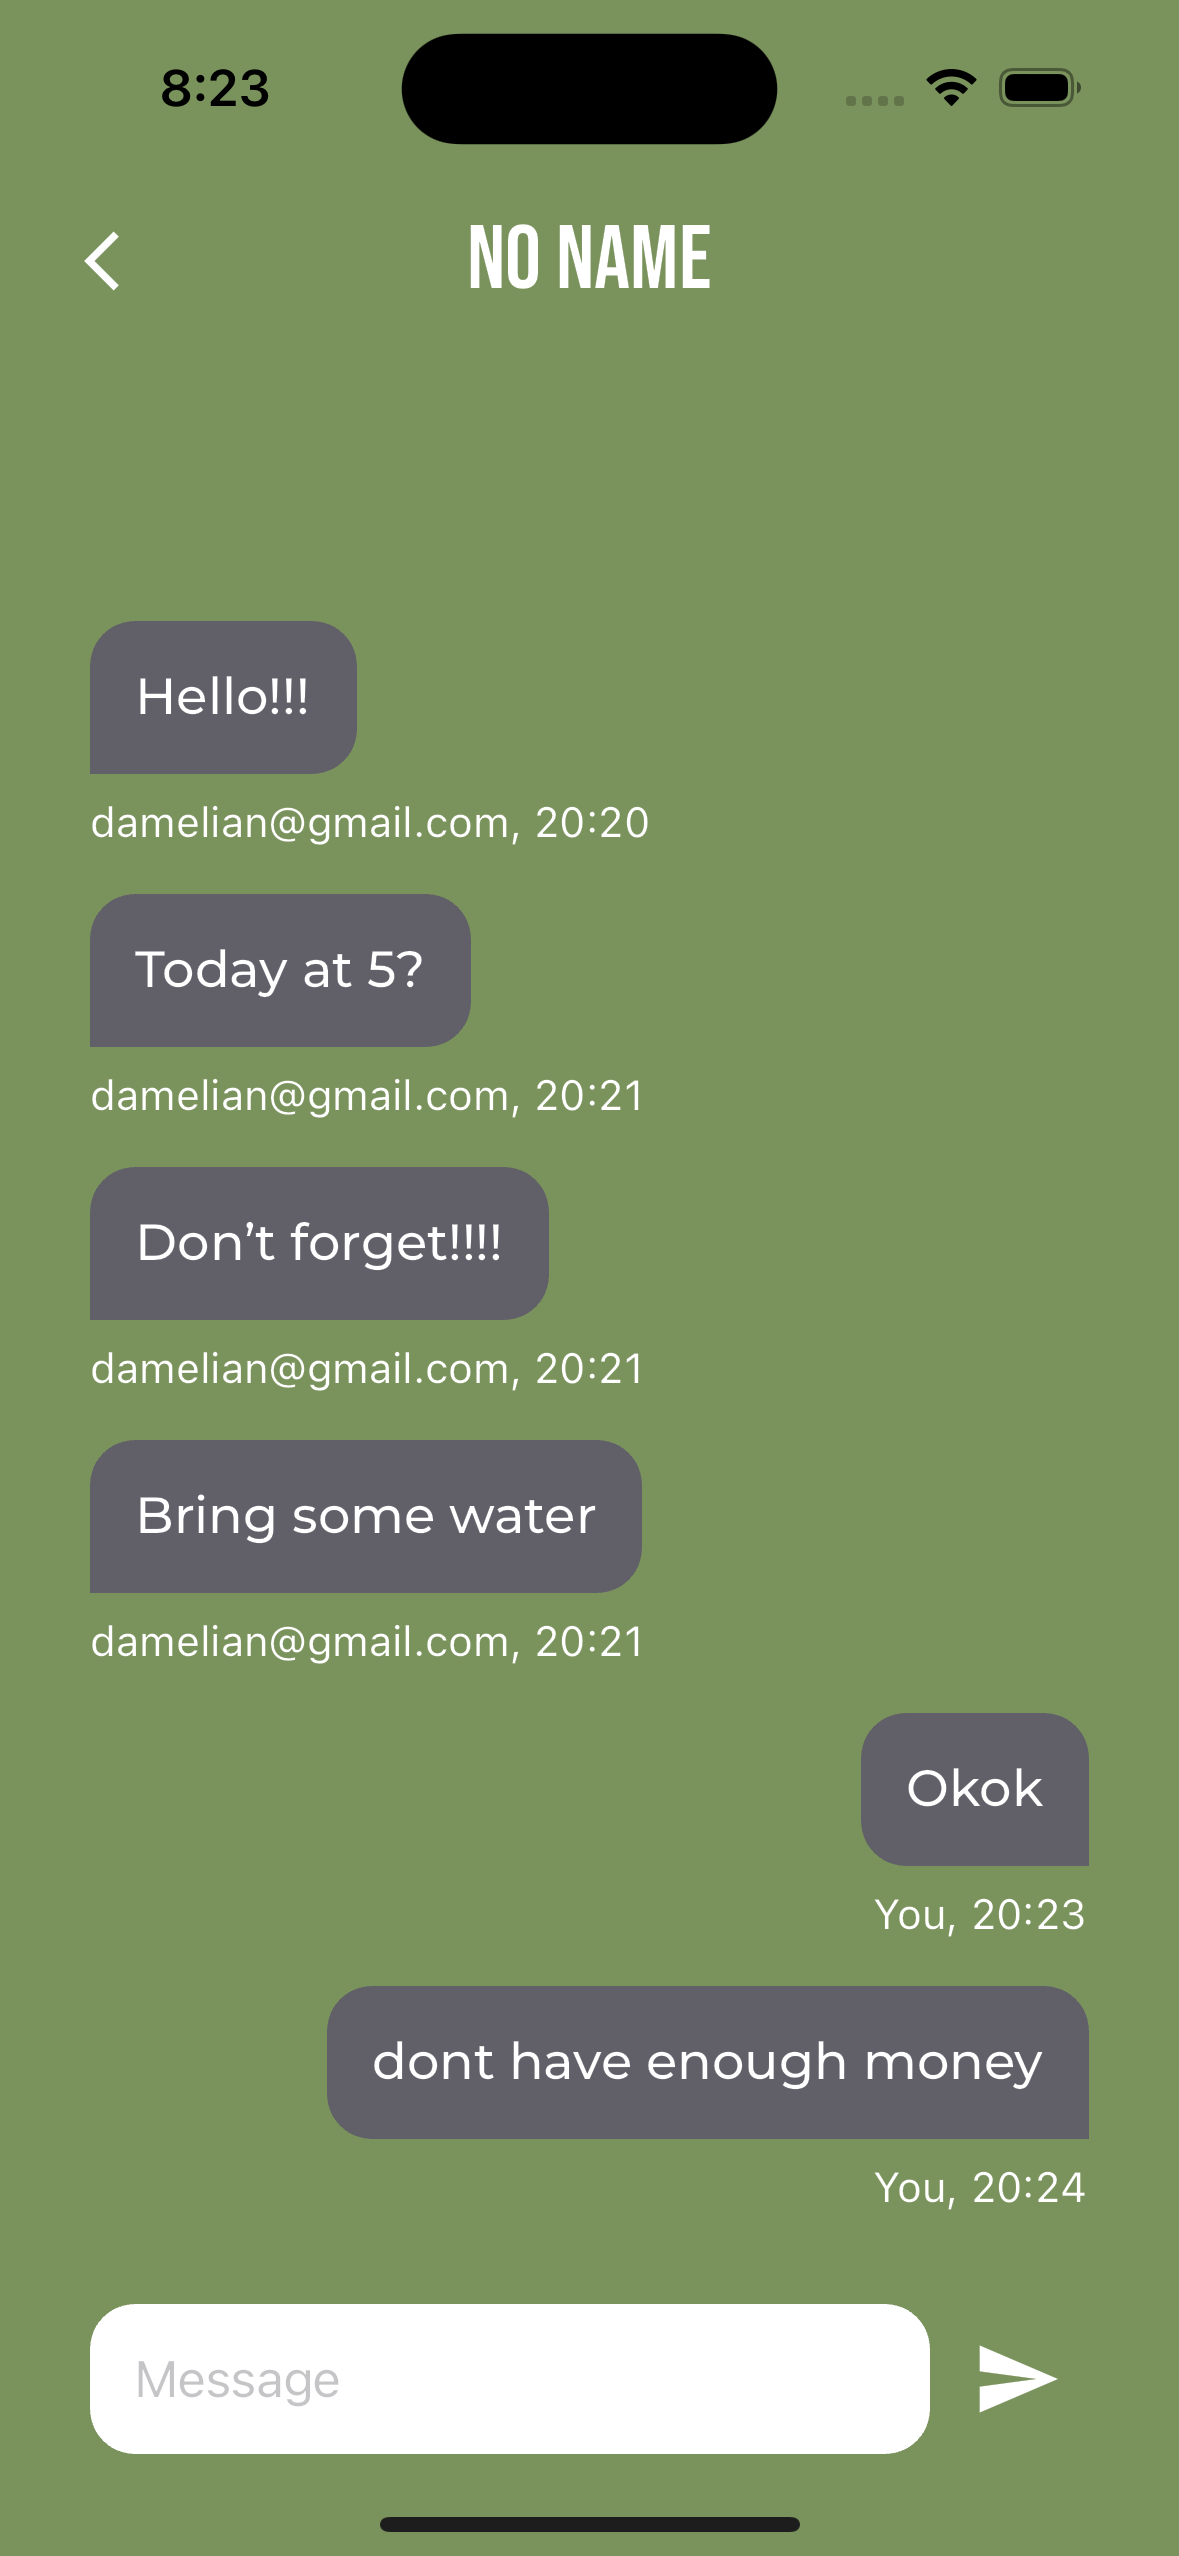 8:23
NO NAME
Hello!!!
damelian@gmail.com, 20:20
Today at 5?
damelian@gmail.com, 20:21
Don’t forget!!!!
damelian@gmail.com, 20:21
Bring some water
damelian@gmail.com, 20:21
Okok
You, 20:23
dont have enough money
You, 20:24
Message